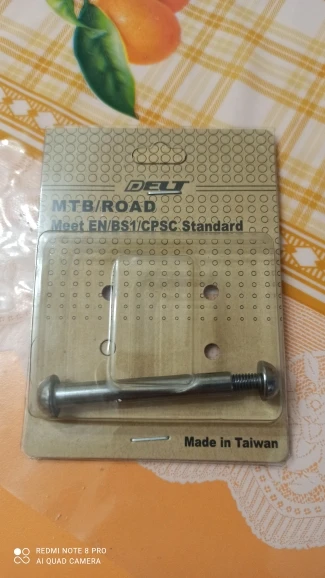 DELT
MTB/ROAD
Meet EN/BS1/CPSC Standard
Made in Taiwan
REDMI NOTE 8 PRO
AI QUAD CAMERA